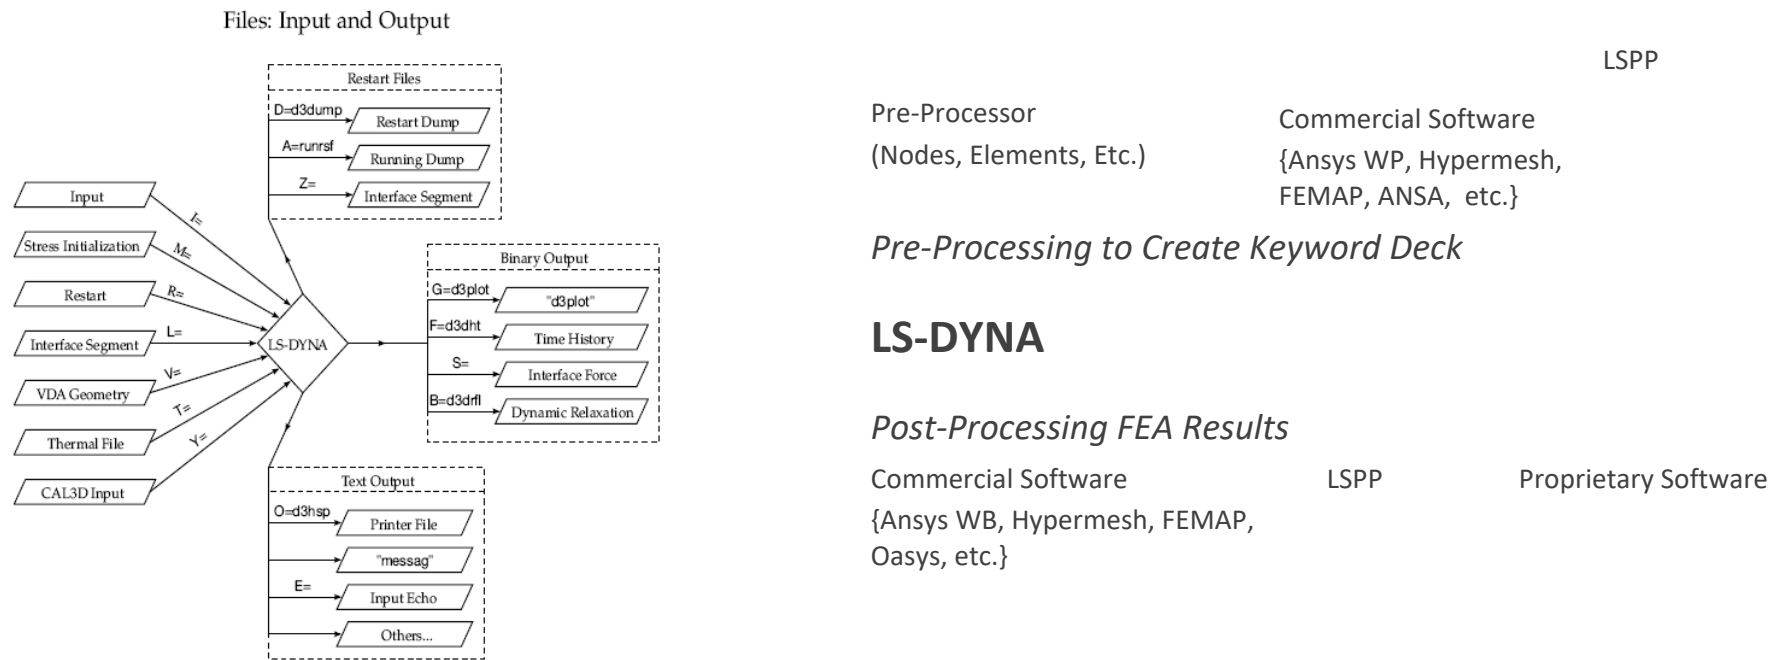 Files: Input and Output
Restart Files
D=d3dump
Restart Dump
A=runrsf
Running Dump
Z=
Interface Segment
Input
I=
Stress Initialization
M=
Restart
R=
Interface Segment
L=
VDA Geometry
V=
Thermal File
T=
CAL3D Input
Y=
LS-DYNA
Binary Output
G=d3plot
"d3plot"
F=d3dht
Time History
S=
Interface Force
B=d3drfl
Dynamic Relaxation
Text Output
O=d3hsp
Printer File
"messag"
E=
Input Echo
Others...
LSPP
Pre-Processor
(Nodes, Elements, Etc.)
Commercial Software
{Ansys WP, Hypermesh,
FEMAP, ANSA, etc.}
Pre-Processing to Create Keyword Deck
LS-DYNA
Post-Processing FEA Results
Commercial Software
{Ansys WB, Hypermesh, FEMAP,
Oasys, etc.}
LSPP
Proprietary Software